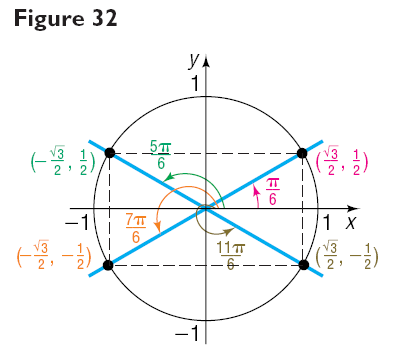 Figure 32
y
1
5π/6
(-√3/2, 1/2)
(√3/2, 1/2)
π/6
-1
7π/6
1 x
11π/6
(-√3/2, -1/2)
(√3/2, -1/2)
-1